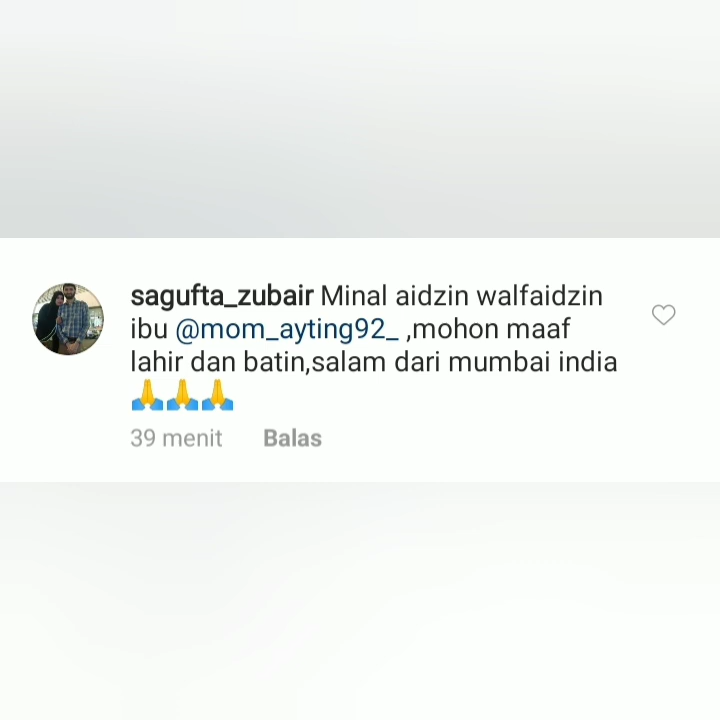 sagufta_zubair Minal aidzin walfaidzin
ibu @mom_ayting92_ ,mohon maaf
lahir dan batin,salam dari mumbai india
🙏🙏🙏
39 menit Balas